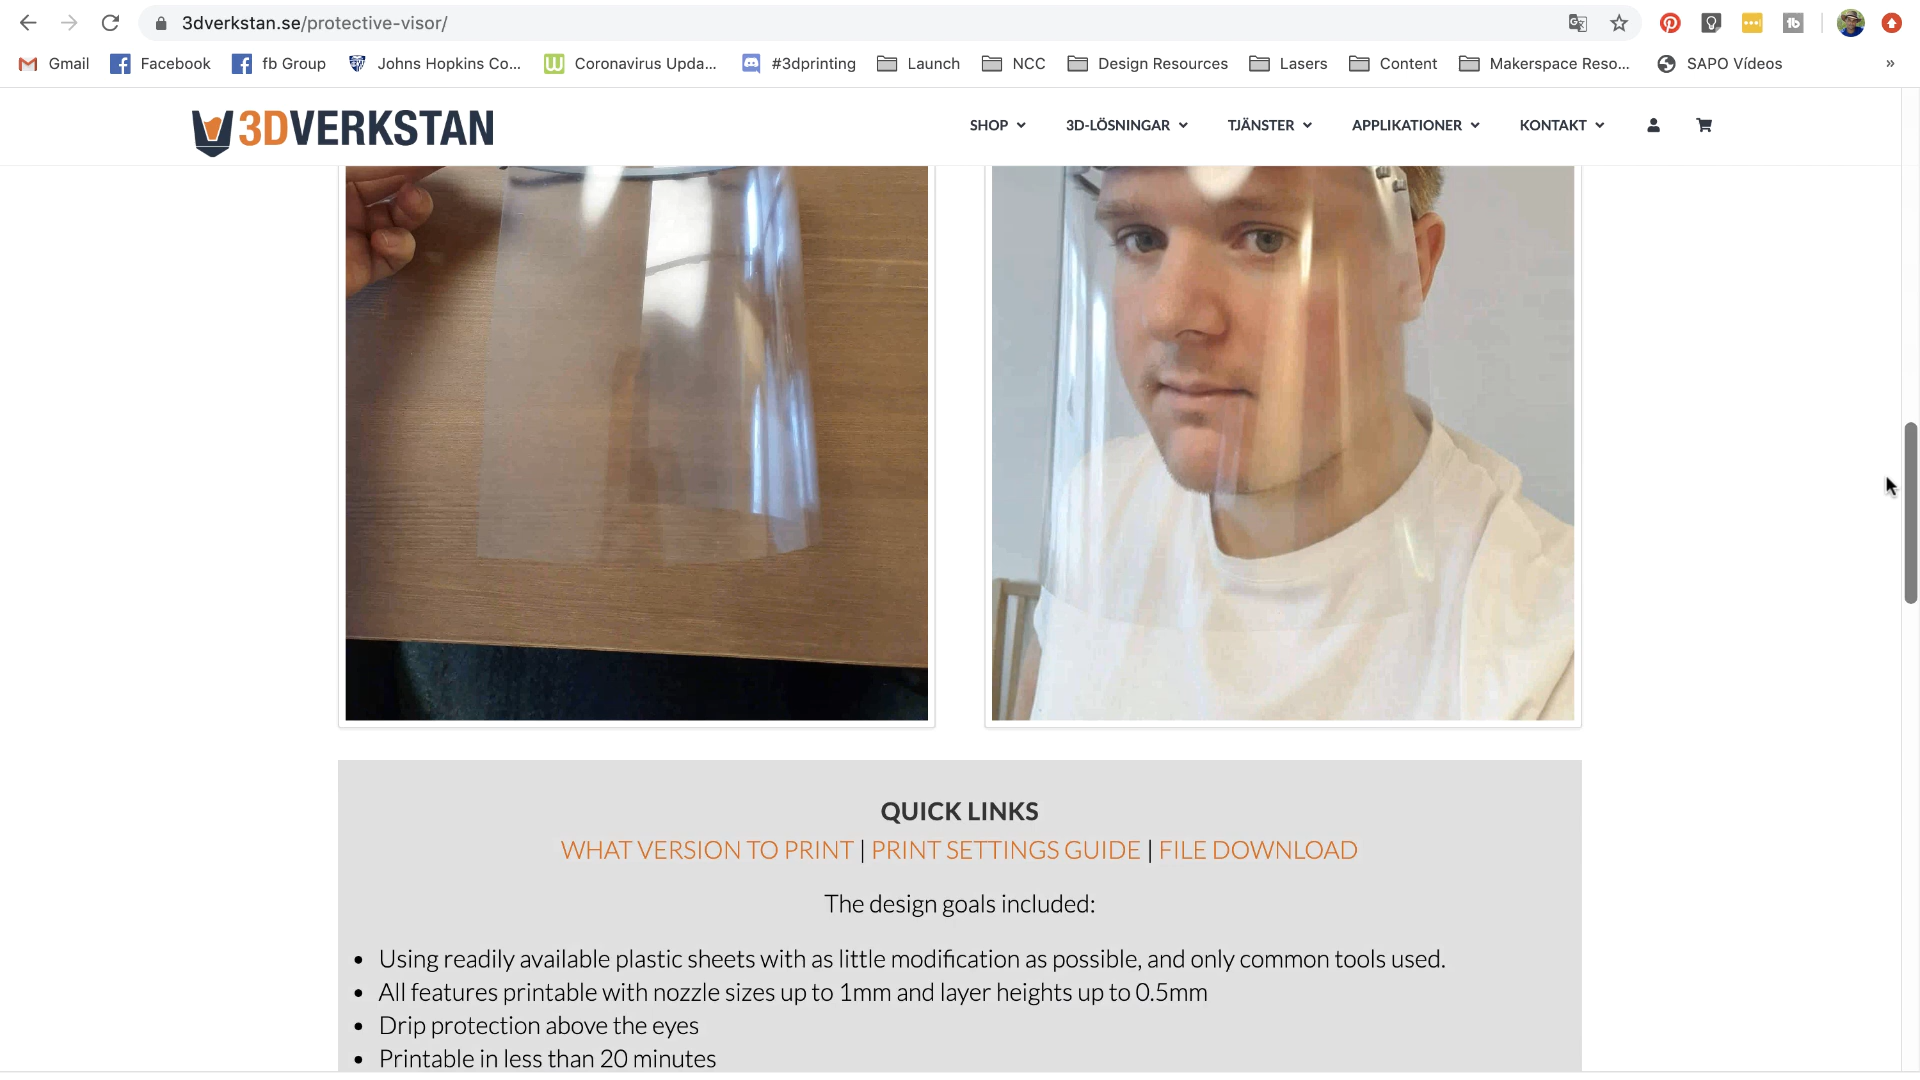 3dverkstan.se/protective-visor/
Gmail Facebook fb Group Johns Hopkins Co... Coronavirus Upda... #3dprinting Launch NCC Design Resources Lasers Content Makerspace Reso... SAPO Vídeos »
3DVERKSTAN SHOP 3D-LÖSNINGAR TJÄNSTER APPLIKATIONER KONTAKT
QUICK LINKS
WHAT VERSION TO PRINT | PRINT SETTINGS GUIDE | FILE DOWNLOAD
The design goals included:
• Using readily available plastic sheets with as little modification as possible, and only common tools used.
• All features printable with nozzle sizes up to 1mm and layer heights up to 0.5mm
• Drip protection above the eyes
• Printable in less than 20 minutes